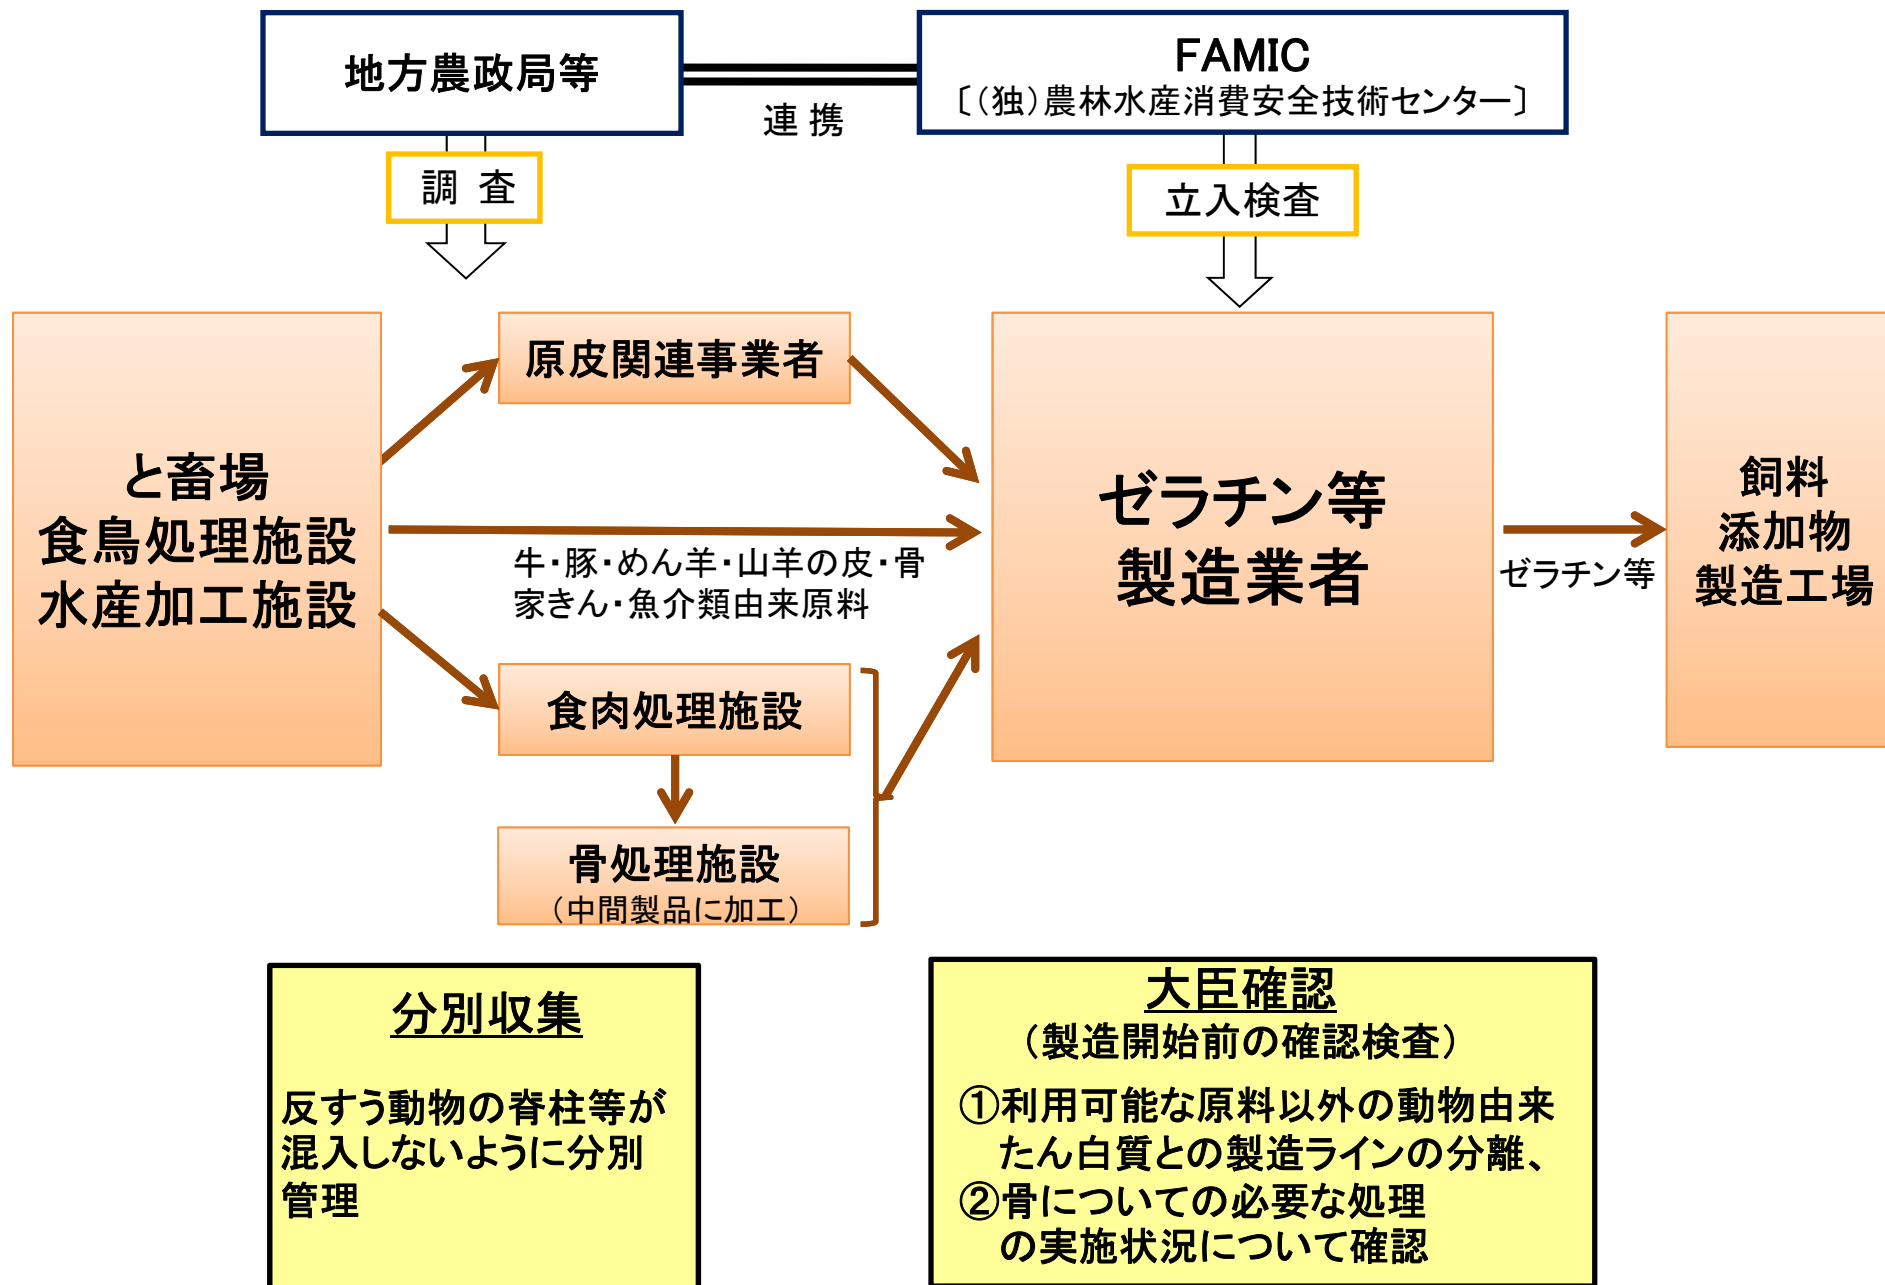 地方農政局等
FAMIC
〔(独)農林水産消費安全技術センター〕
連 携
調 査
立入検査
と畜場
食鳥処理施設
水産加工施設
原皮関連事業者
牛・豚・めん羊・山羊の皮・骨
家きん・魚介類由来原料
食肉処理施設
骨処理施設
(中間製品に加工)
ゼラチン等
製造業者
ゼラチン等
飼料
添加物
製造工場
分別収集
反すう動物の脊柱等が
混入しないように分別
管理
大臣確認
(製造開始前の確認検査)
①利用可能な原料以外の動物由来
たん白質との製造ラインの分離、
②骨についての必要な処理
の実施状況について確認